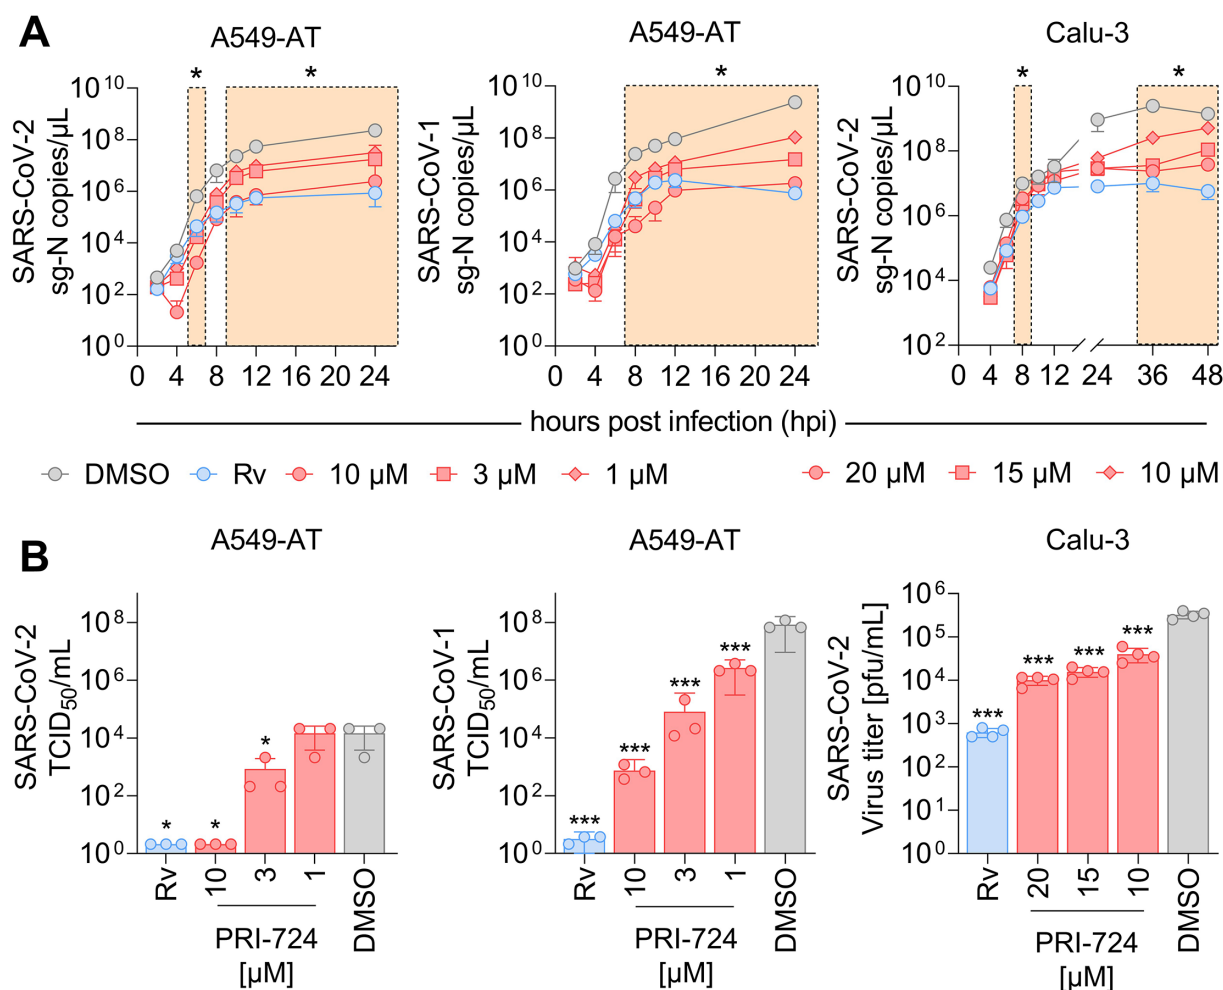 A
A549-AT
A549-AT
Calu-3
* *
*
* *
SARS-CoV-2
sg-N copies/µL
10^10
10^8
10^6
10^4
10^2
10^0
0 4 8 12 16 20 24
SARS-CoV-1
sg-N copies/µL
10^10
10^8
10^6
10^4
10^2
10^0
0 4 8 12 16 20 24
SARS-CoV-2
sg-N copies/µL
10^10
10^8
10^6
10^4
10^2
0 4 8 12 24 36 48
hours post infection (hpi)
DMSO Rv 10 µM 3 µM 1 µM 20 µM 15 µM 10 µM
B
A549-AT
A549-AT
Calu-3
SARS-CoV-2
TCID50/mL
10^8
10^6
10^4
10^2
10^0
* * *
Rv 10 3 1 DMSO
PRI-724
[µM]
SARS-CoV-1
TCID50/mL
10^8
10^6
10^4
10^2
10^0
*** *** *** ***
Rv 10 3 1 DMSO
PRI-724
[µM]
SARS-CoV-2
Virus titer [pfu/mL]
10^6
10^5
10^4
10^3
10^2
10^1
10^0
*** *** *** ***
Rv 20 15 10 DMSO
PRI-724
[µM]